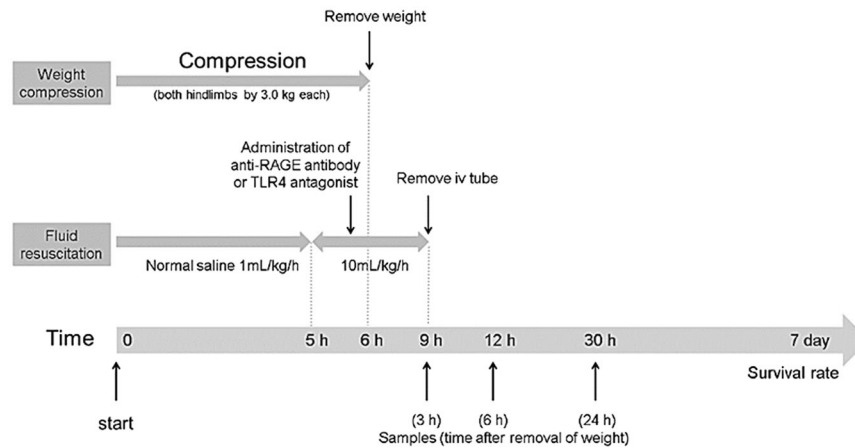 Remove weight
Weight
compression
Compression
(both hindlimbs by 3.0 kg each)
Administration of
anti-RAGE antibody
or TLR4 antagonist
Remove iv tube
Fluid
resuscitation
Normal saline 1mL/kg/h
10mL/kg/h
Time 0 5 h 6 h 9 h 12 h 30 h 7 day
Survival rate
start
(3 h) (6 h) (24 h)
Samples (time after removal of weight)